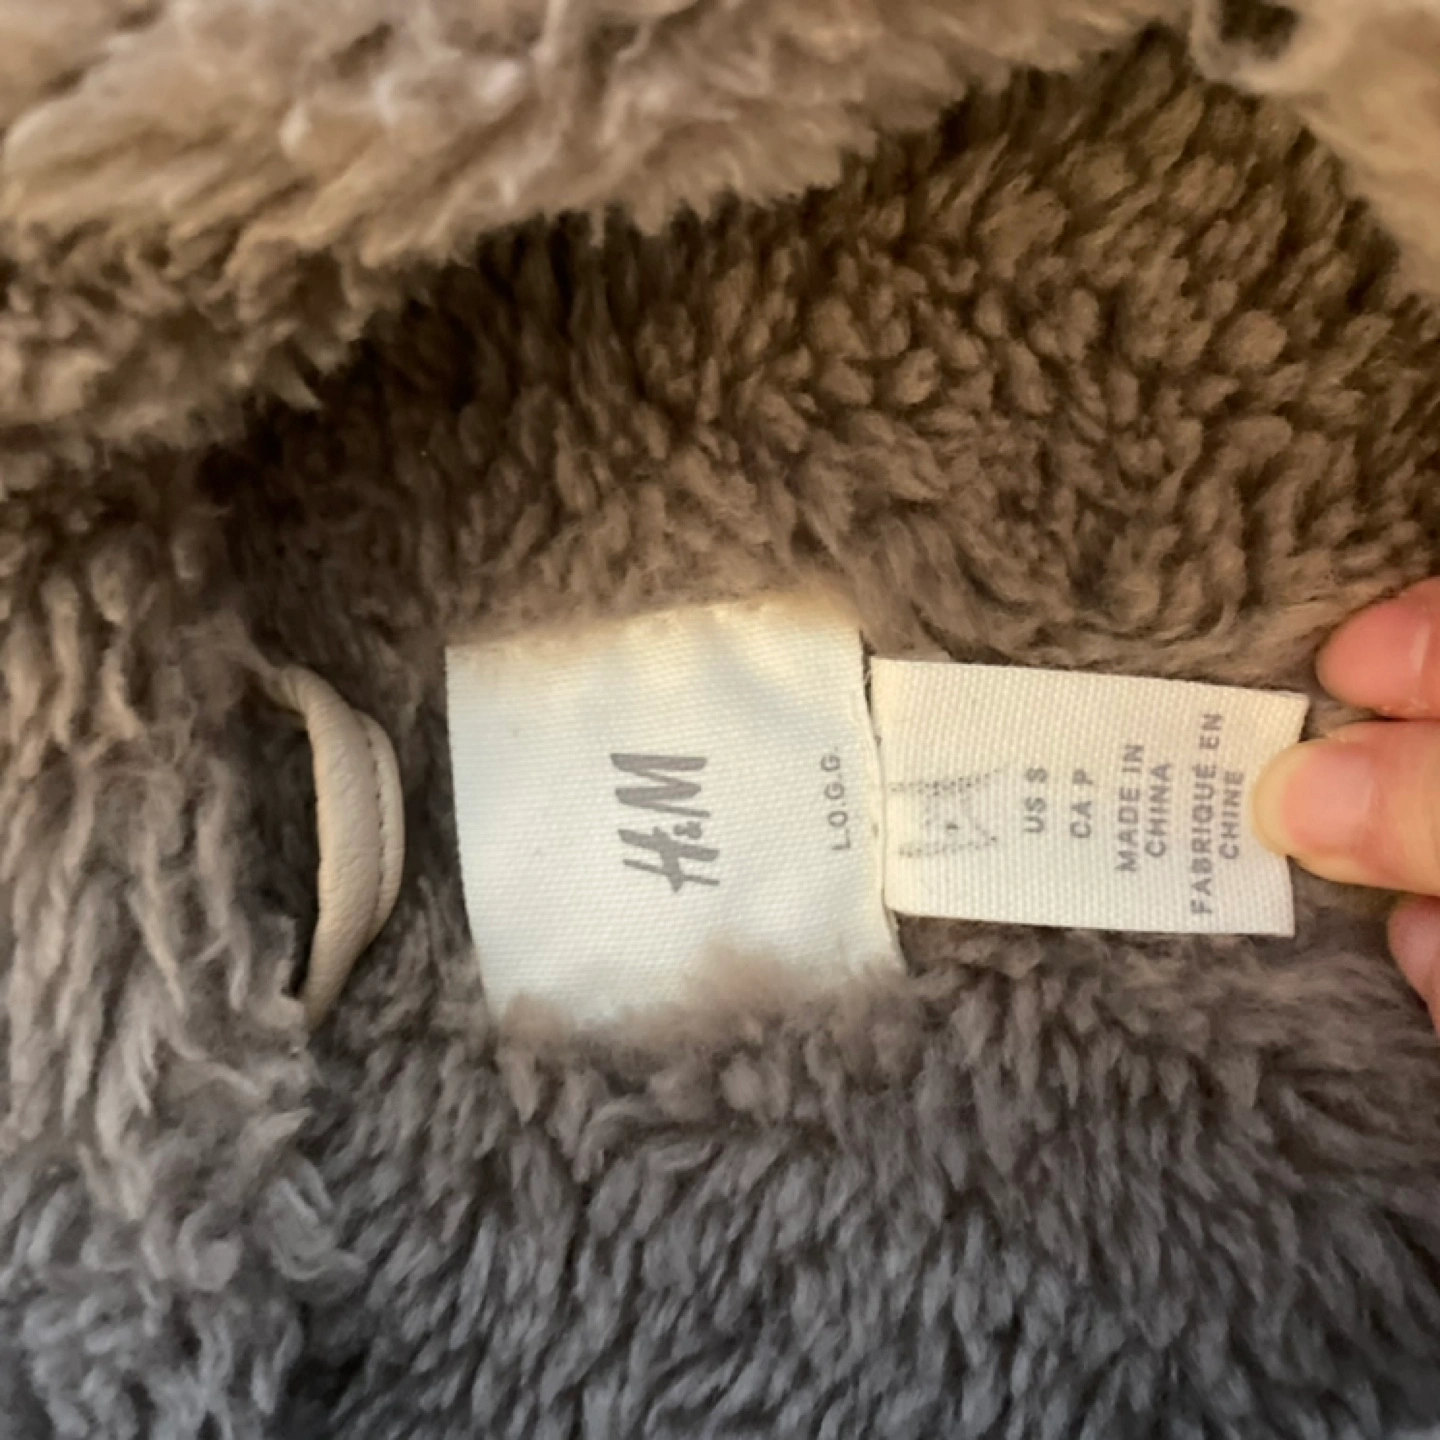 H&M
L.O.G.G.
US S
CA P
MADE IN
CHINA
FABRIQUÉ EN
CHINE